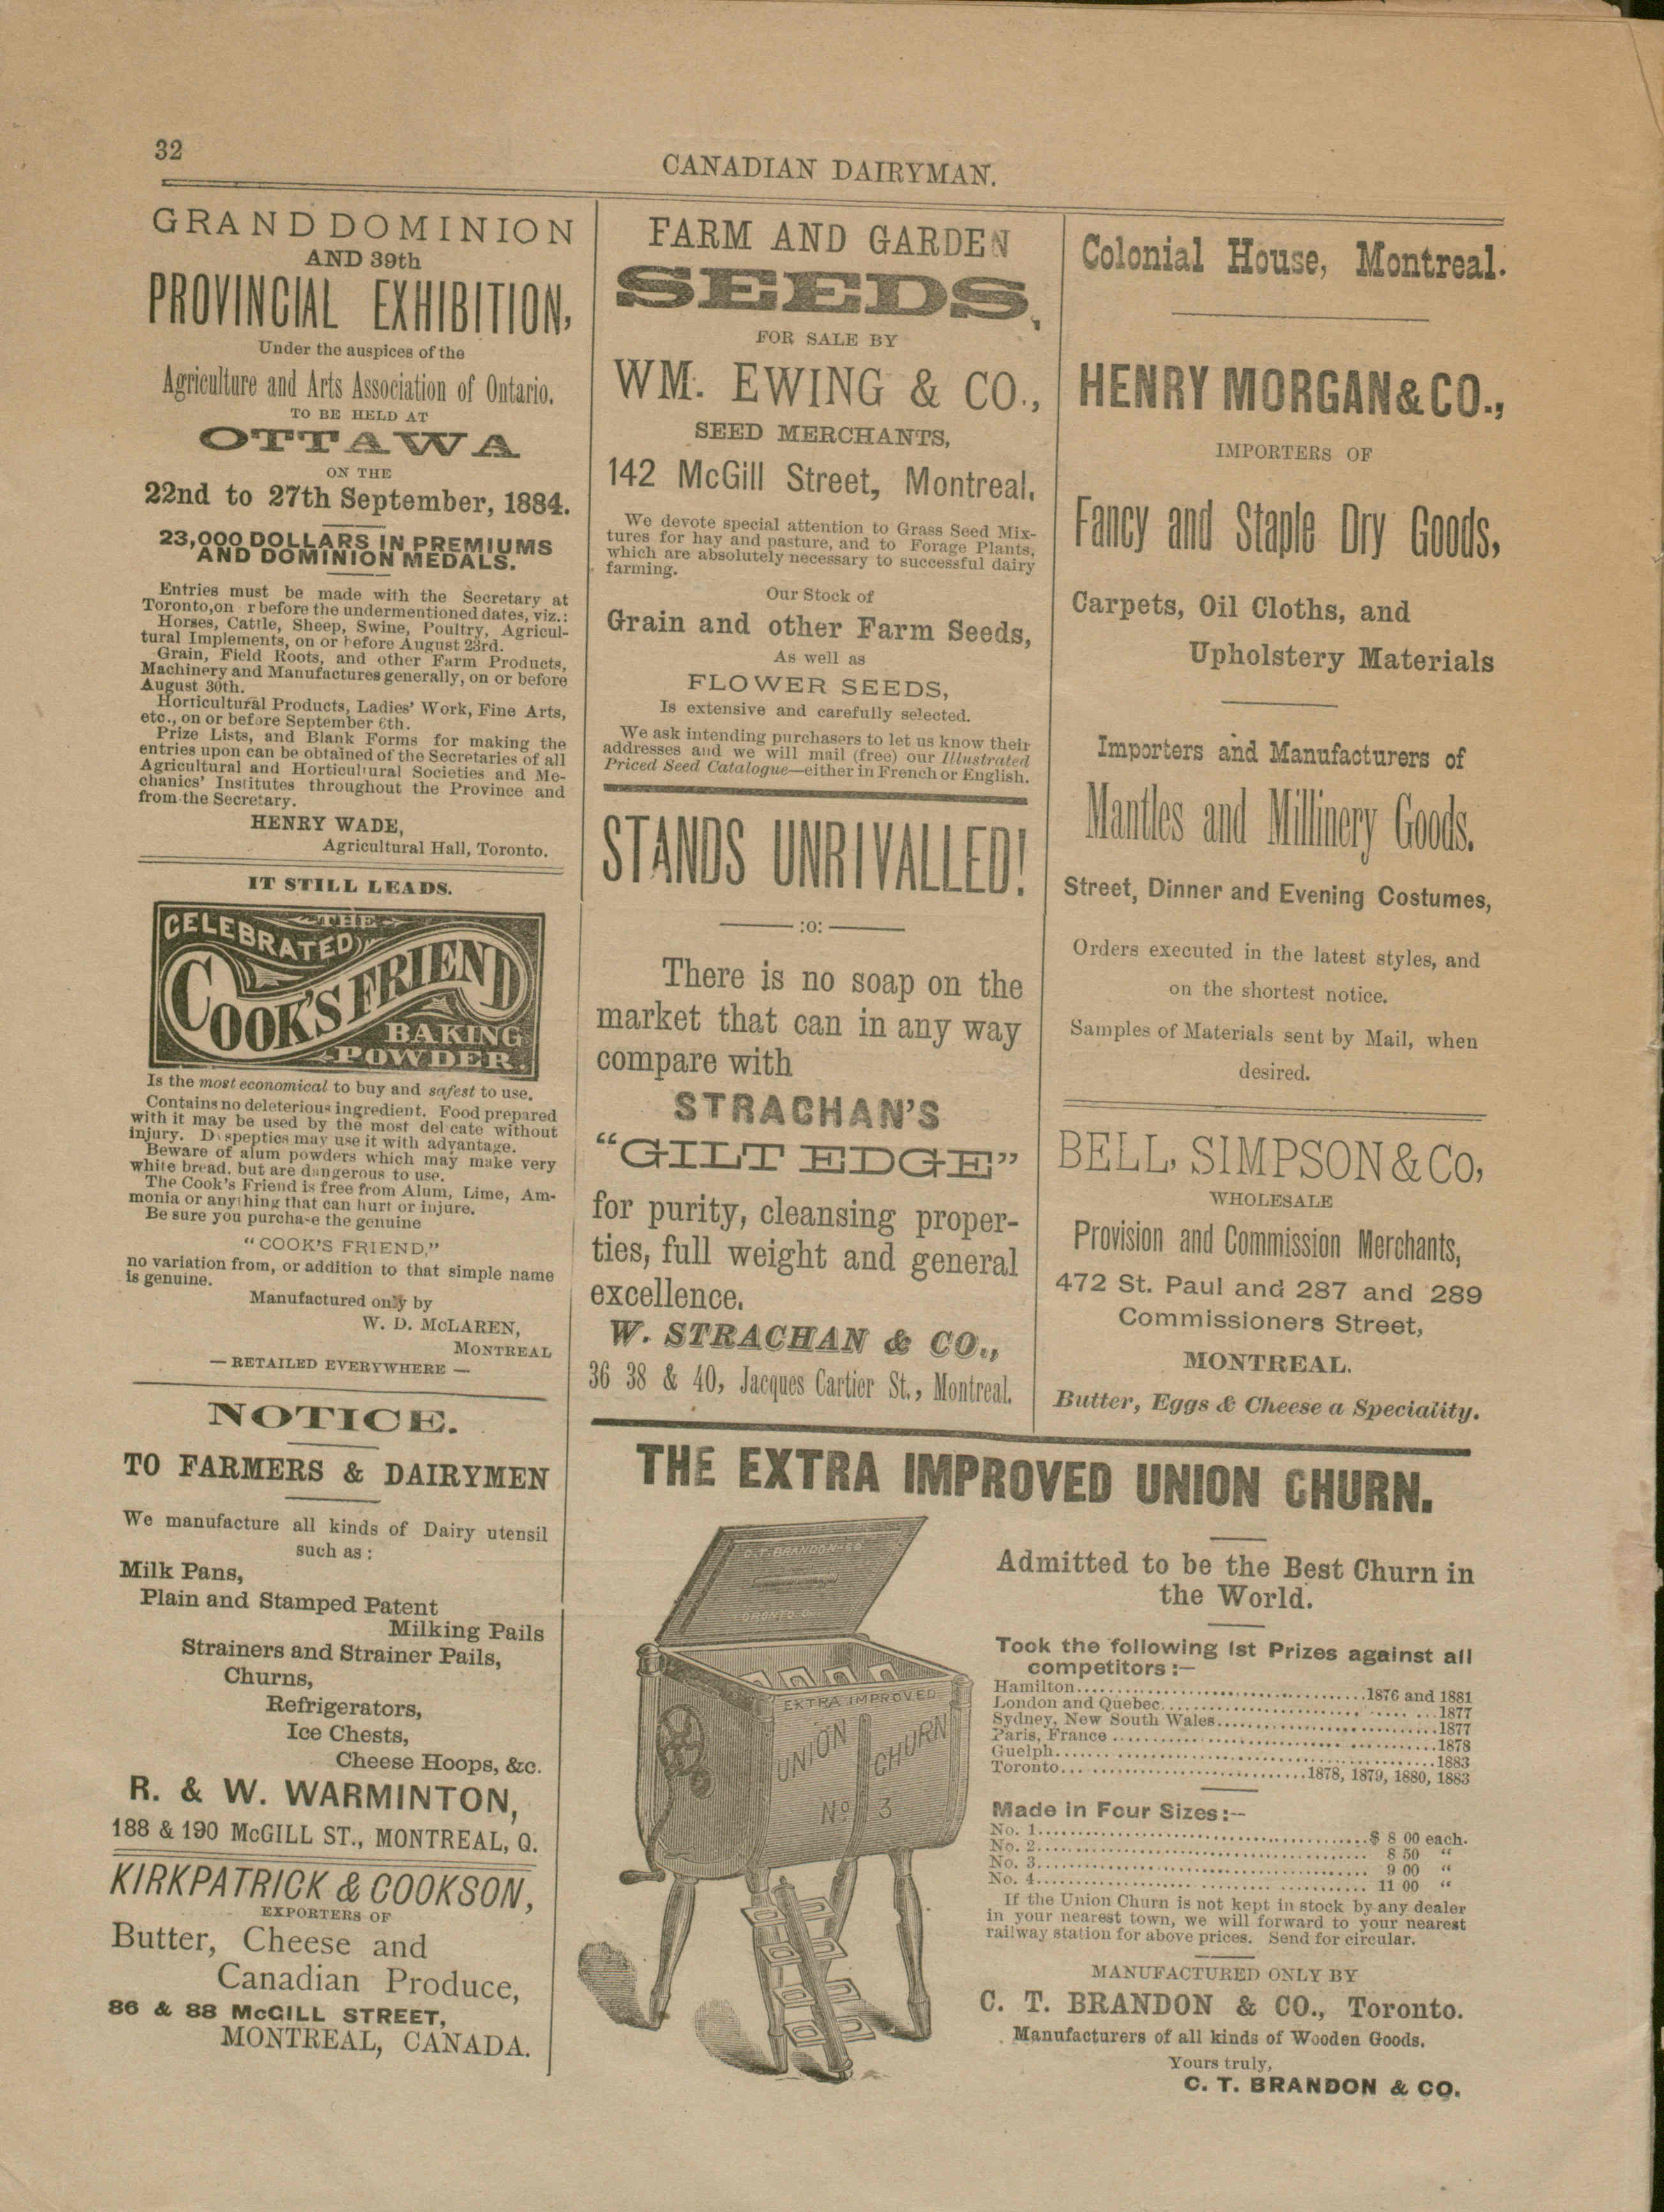 32
CANADIAN DAIRYMAN.
GRAND DOMINION
AND 39th
PROVINCIAL EXHIBITION,
Under the auspices of the
Agriculture and Arts Association of Ontario.
TO BE HELD AT
OTTAWA
ON THE
22nd to 27th September, 1884.
23,000 DOLLARS IN PREMIUMS
AND DOMINION MEDALS.
Entries must be made with the Secretary at
Toronto, on r before the undermentioned dates, viz.:
Horses, Cattle, Sheep, Swine, Poultry, Agricul-
tural Implements, on or before August 23rd.
Grain, Field Roots, and other Farm Products,
Machinery and Manufactures generally, on or before
August 30th.
Horticultural Products, Ladies' Work, Fine Arts,
etc., on or before September 6th.
Prize Lists, and Blank Forms for making the
entries upon can be obtained of the Secretaries of all
Agricultural and Horticultural Societies and Me-
chanics' Institutes throughout the Province and
from the Secretary.
HENRY WADE,
Agricultural Hall, Toronto.
IT STILL LEADS.
THE
CELEBRATED
COOK'S FRIEND
BAKING
POWDER.
Is the most economical to buy and safest to use.
Contains no deleterious ingredient. Food prepared
with it may be used by the most del cate without
injury. D speptics may use it with advantage.
Beware of alum powders which may make very
white bread, but are dangerous to use.
The Cook's Friend is free from Alum, Lime, Am-
monia or anything that can hurt or injure.
Be sure you purchase the genuine
"COOK'S FRIEND,"
no variation from, or addition to that simple name
is genuine.
Manufactured only by
W. D. McLAREN,
MONTREAL
— RETAILED EVERYWHERE —
NOTICE.
TO FARMERS & DAIRYMEN
We manufacture all kinds of Dairy utensil
such as :
Milk Pans,
Plain and Stamped Patent
Milking Pails
Strainers and Strainer Pails,
Churns,
Refrigerators,
Ice Chests,
Cheese Hoops, &c.
R. & W. WARMINTON,
188 & 190 McGILL ST., MONTREAL, Q.
KIRKPATRICK & COOKSON,
EXPORTERS OF
Butter, Cheese and
Canadian Produce,
86 & 88 McGILL STREET,
MONTREAL, CANADA.
FARM AND GARDEN
SEEDS,
FOR SALE BY
WM. EWING & CO.,
SEED MERCHANTS,
142 McGill Street, Montreal.
We devote special attention to Grass Seed Mix-
tures for hay and pasture, and to Forage Plants,
which are absolutely necessary to successful dairy
farming.
Our Stock of
Grain and other Farm Seeds,
As well as
FLOWER SEEDS,
Is extensive and carefully selected.
We ask intending purchasers to let us know their
addresses and we will mail (free) our Illustrated
Priced Seed Catalogue—either in French or English.
STANDS UNRIVALLED!
——:o:——
There is no soap on the
market that can in any way
compare with
STRACHAN'S
"GILT EDGE"
for purity, cleansing proper-
ties, full weight and general
excellence.
W. STRACHAN & CO.,
36 38 & 40, Jacques Cartier St., Montreal.
Colonial House, Montreal.
HENRY MORGAN & CO.,
IMPORTERS OF
Fancy and Staple Dry Goods,
Carpets, Oil Cloths, and
Upholstery Materials
Importers and Manufacturers of
Mantles and Millinery Goods.
Street, Dinner and Evening Costumes,
Orders executed in the latest styles, and
on the shortest notice.
Samples of Materials sent by Mail, when
desired.
BELL, SIMPSON & Co,
WHOLESALE
Provision and Commission Merchants,
472 St. Paul and 287 and 289
Commissioners Street,
MONTREAL.
Butter, Eggs & Cheese a Speciality.
THE EXTRA IMPROVED UNION CHURN.
C.T. BRANDON & CO
TORONTO O.
EXTRA IMPROVED
UNION CHURN
No 3
Admitted to be the Best Churn in
the World.
Took the following 1st Prizes against all
competitors :—
Hamilton....................1876 and 1881
London and Quebec....................1877
Sydney, New South Wales....................1877
Paris, France....................1878
Guelph....................1883
Toronto....................1878, 1879, 1880, 1883
Made in Four Sizes:--
No. 1....................$ 8 00 each.
No. 2.................... 8 50 "
No. 3.................... 9 00 "
No. 4.................... 11 00 "
If the Union Churn is not kept in stock by any dealer
in your nearest town, we will forward to your nearest
railway station for above prices. Send for circular.
MANUFACTURED ONLY BY
C. T. BRANDON & CO., Toronto.
Manufacturers of all kinds of Wooden Goods.
Yours truly,
C. T. BRANDON & CO.